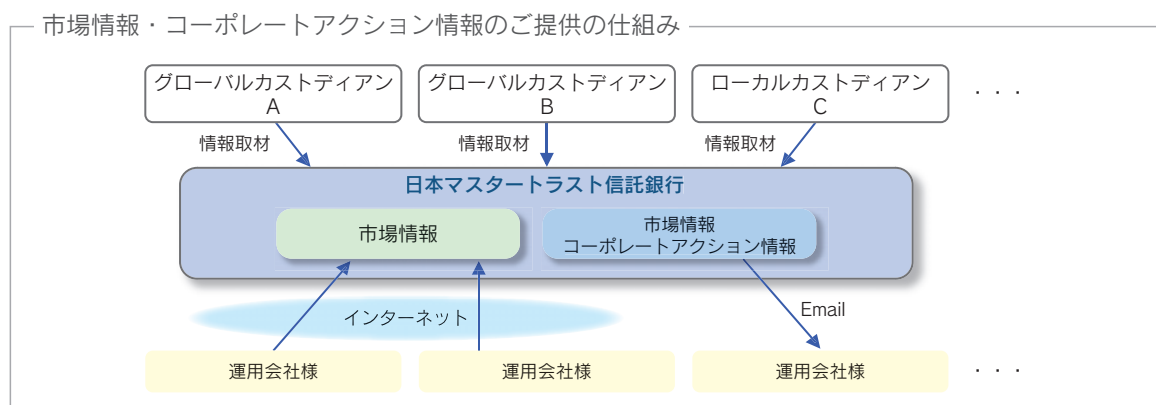 市場情報・コーポレートアクション情報のご提供の仕組み
グローバルカストディアン
A
グローバルカストディアン
B
ローカルカストディアン
C
・・・
情報取材
情報取材
情報取材
日本マスタートラスト信託銀行
市場情報
市場情報
コーポレートアクション情報
インターネット
Email
運用会社様
運用会社様
運用会社様
・・・